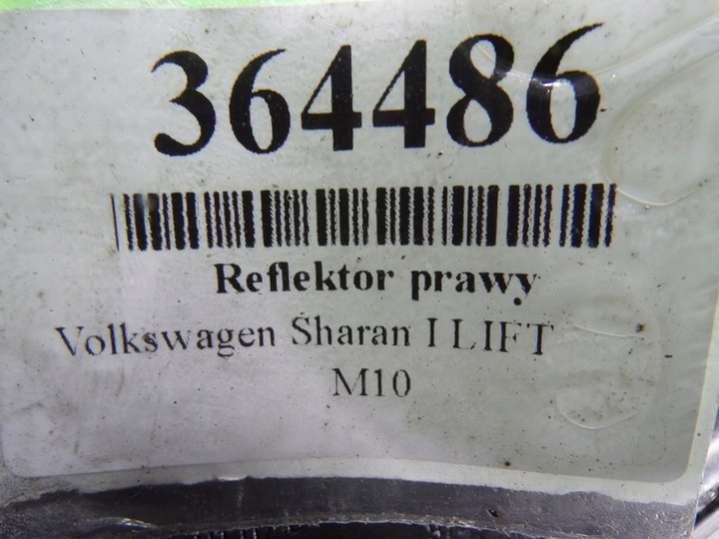 364486
Reflektor prawy
Volkswagen Sharan I LIFT
M10